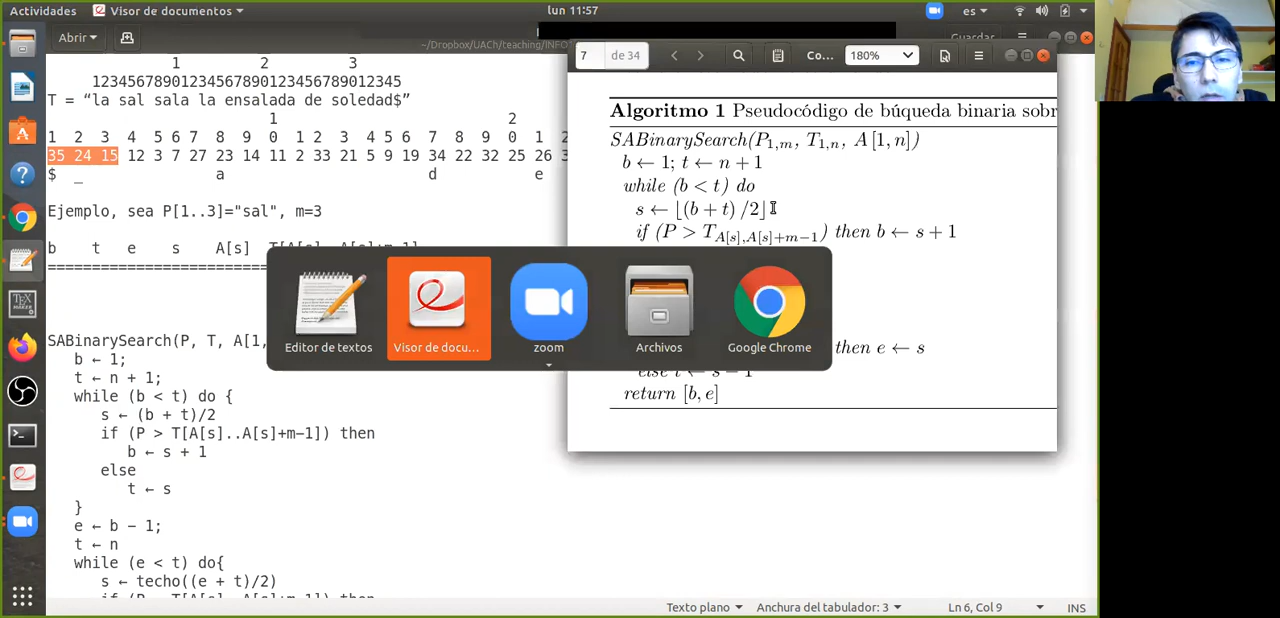 Actividades
Visor de documentos
lun 11:57
es
Abrir
~/Dropbox/UACh/teaching/INFO
Guardar
1 2 3
12345678901234567890123456789012345
T = “la sal sala la ensalada de soledad$”
1 2
1 2 3 4 5 6 7 8 9 0 1 2 3 4 5 6 7 8 9 0 1 2
35 24 15 12 3 7 27 23 14 11 2 33 21 5 9 19 34 22 32 25 26 3
$ _ a d e
Ejemplo, sea P[1..3]="sal", m=3
b t e s A[s] T[A[s]..A[s]+m-1]
SABinarySearch(P, T, A[1,
b ← 1;
t ← n + 1;
while (b < t) do {
s ← (b + t)/2
if (P > T[A[s]..A[s]+m−1]) then
b ← s + 1
else
t ← s
}
e ← b − 1;
t ← n
while (e < t) do{
s ← techo((e + t)/2)
7 de 34
Co...
180%
Algoritmo 1 Pseudocódigo de búqueda binaria sobr
SABinarySearch(P1,m, T1,n, A[1,n])
b ← 1; t ← n + 1
while (b < t) do
s ← ⌊(b + t) /2⌋
if (P > TA[s],A[s]+m−1) then b ← s + 1
then e ← s
else t ← s − 1
return [b, e]
Editor de textos
Visor de docu...
zoom
Archivos
Google Chrome
Texto plano
Anchura del tabulador: 3
Ln 6, Col 9
INS